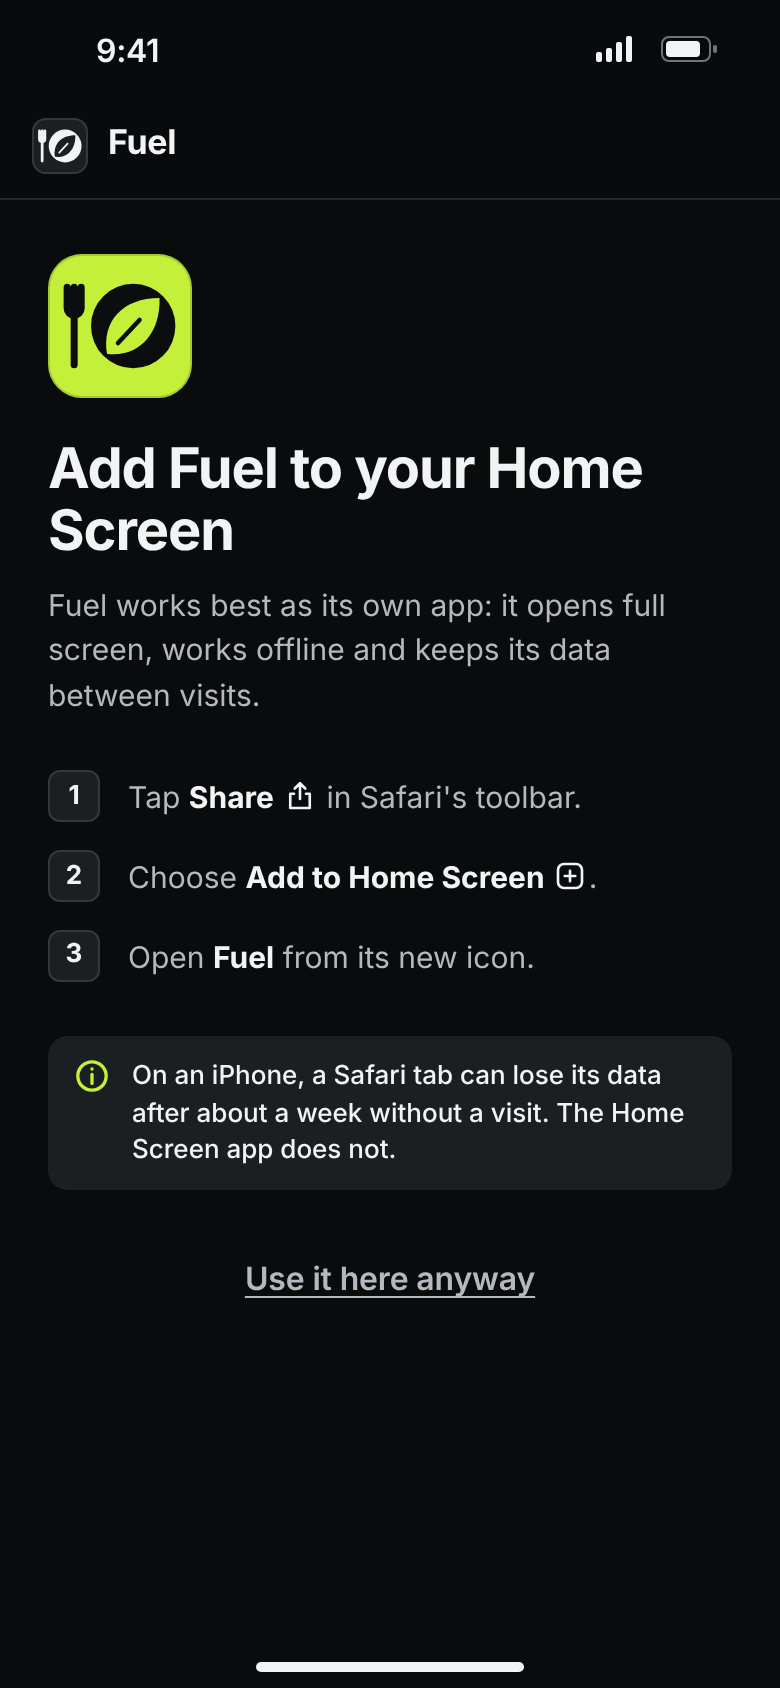 9:41
Fuel
Add Fuel to your Home
Screen
Fuel works best as its own app: it opens full
screen, works offline and keeps its data
between visits.
1 Tap Share in Safari's toolbar.
2 Choose Add to Home Screen .
3 Open Fuel from its new icon.
On an iPhone, a Safari tab can lose its data
after about a week without a visit. The Home
Screen app does not.
Use it here anyway